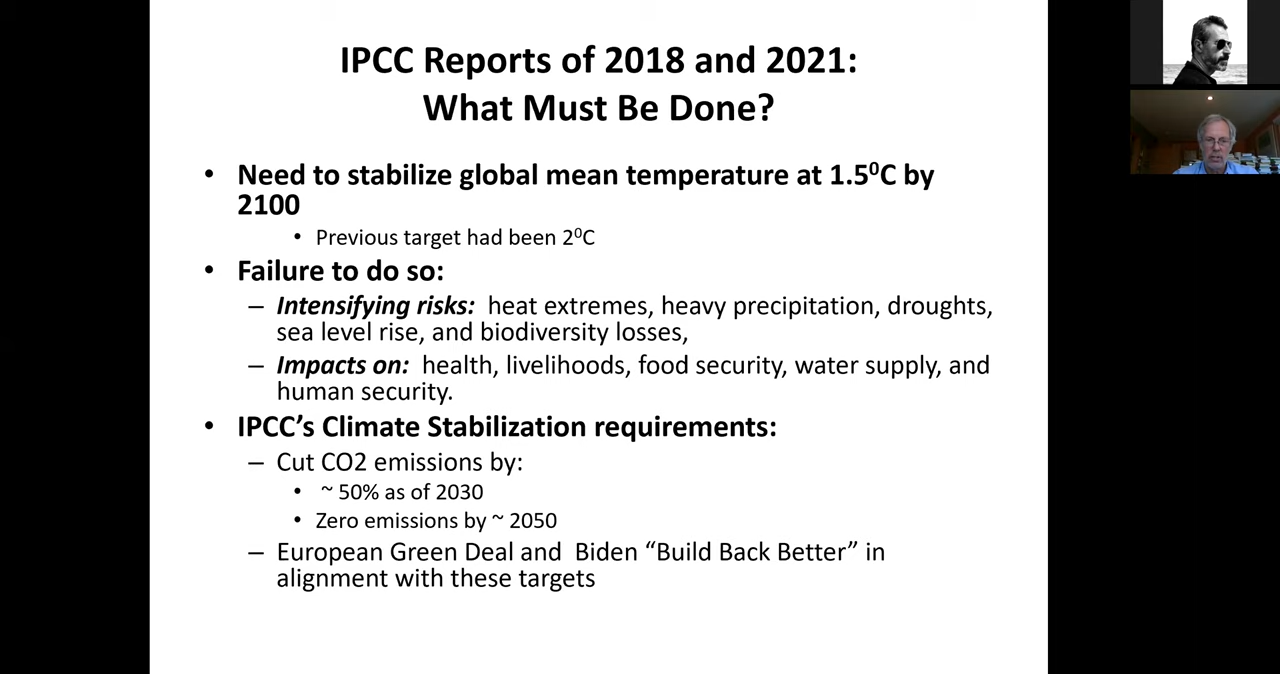 IPCC Reports of 2018 and 2021:
What Must Be Done?
• Need to stabilize global mean temperature at 1.5⁰C by
2100
• Previous target had been 2⁰C
• Failure to do so:
– Intensifying risks:  heat extremes, heavy precipitation, droughts,
sea level rise, and biodiversity losses,
– Impacts on:  health, livelihoods, food security, water supply, and
human security.
• IPCC’s Climate Stabilization requirements:
– Cut CO2 emissions by:
• ~ 50% as of 2030
• Zero emissions by ~ 2050
– European Green Deal and  Biden “Build Back Better” in
alignment with these targets